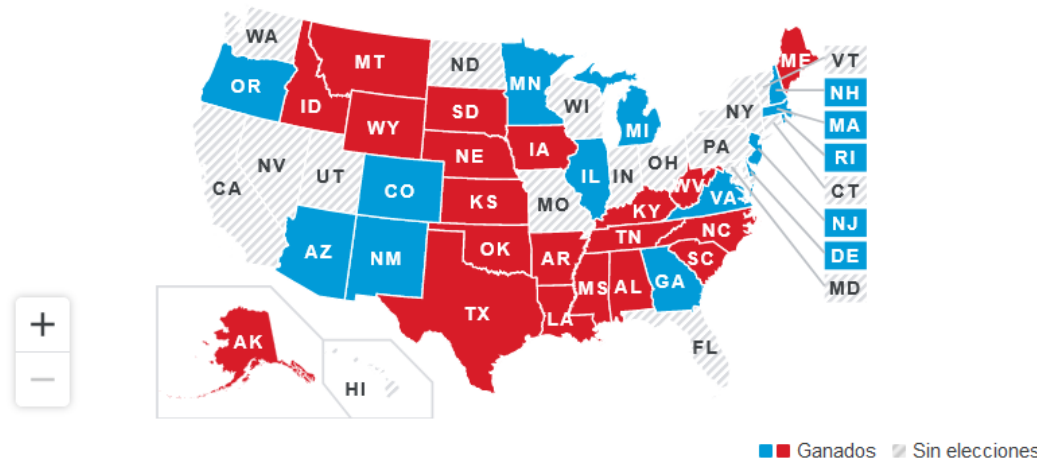 WA
MT
ND
MN
ME
VT
OR
ID
SD
WI
NH
WY
MI
NY
MA
NE
IA
PA
RI
NV
UT
CO
IL
IN
OH
WV
VA
CT
CA
KS
MO
KY
NJ
AZ
NM
OK
AR
TN
NC
SC
DE
TX
LA
MS
AL
GA
MD
+
AK
FL
−
HI
Ganados Sin elecciones